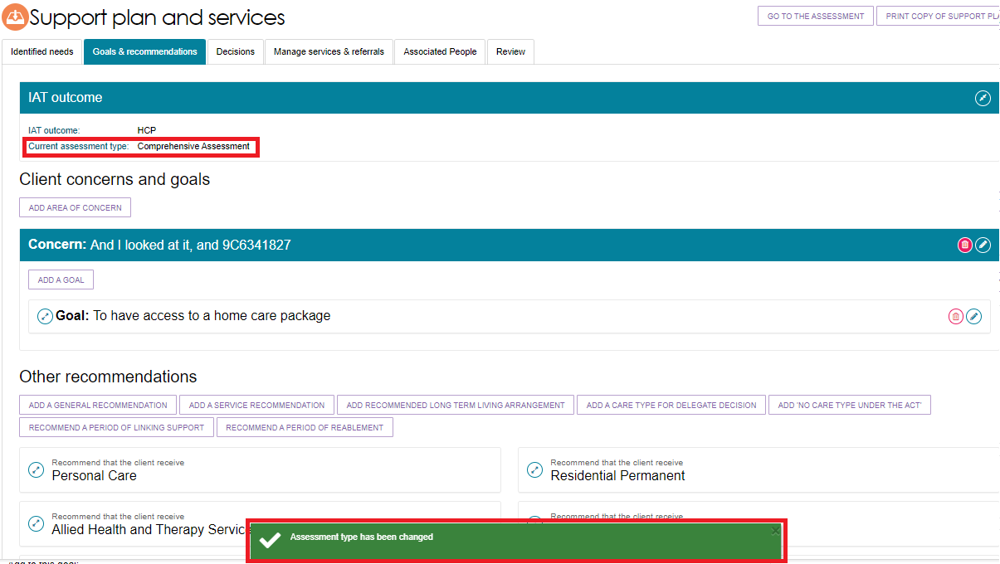 Support plan and services
GO TO THE ASSESSMENT
PRINT COPY OF SUPPORT PLA
Identified needs
Goals & recommendations
Decisions
Manage services & referrals
Associated People
Review
IAT outcome
IAT outcome: HCP
Current assessment type: Comprehensive Assessment
Client concerns and goals
ADD AREA OF CONCERN
Concern: And I looked at it, and 9C6341827
ADD A GOAL
Goal: To have access to a home care package
Other recommendations
ADD A GENERAL RECOMMENDATION
ADD A SERVICE RECOMMENDATION
ADD RECOMMENDED LONG TERM LIVING ARRANGEMENT
ADD A CARE TYPE FOR DELEGATE DECISION
ADD 'NO CARE TYPE UNDER THE ACT'
RECOMMEND A PERIOD OF LINKING SUPPORT
RECOMMEND A PERIOD OF REABLEMENT
Recommend that the client receive
Personal Care
Recommend that the client receive
Residential Permanent
Recommend that the client receive
Allied Health and Therapy Servic
Recommend that the client receive
Assessment type has been changed